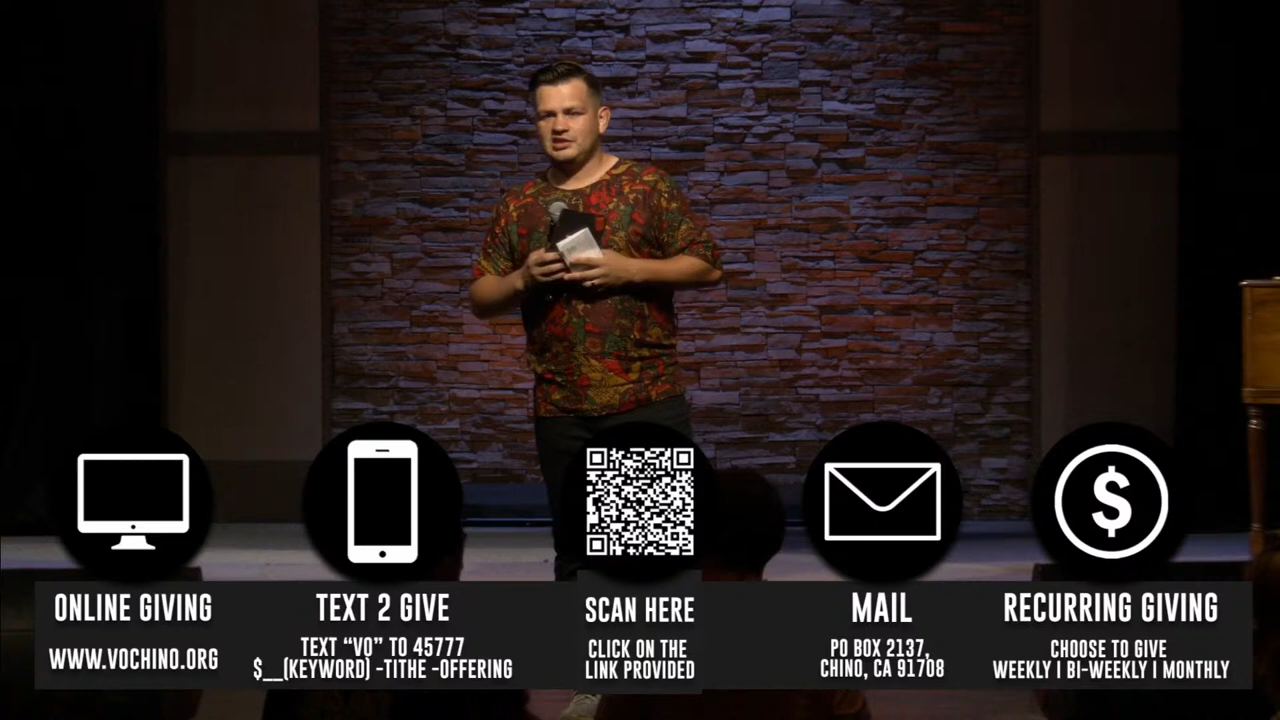 ONLINE GIVING
WWW.VOCHINO.ORG
TEXT 2 GIVE
TEXT “VO” TO 45777
$__(KEYWORD) -TITHE -OFFERING
SCAN HERE
CLICK ON THE
LINK PROVIDED
MAIL
PO BOX 2137,
CHINO, CA 91708
RECURRING GIVING
CHOOSE TO GIVE
WEEKLY | BI-WEEKLY | MONTHLY